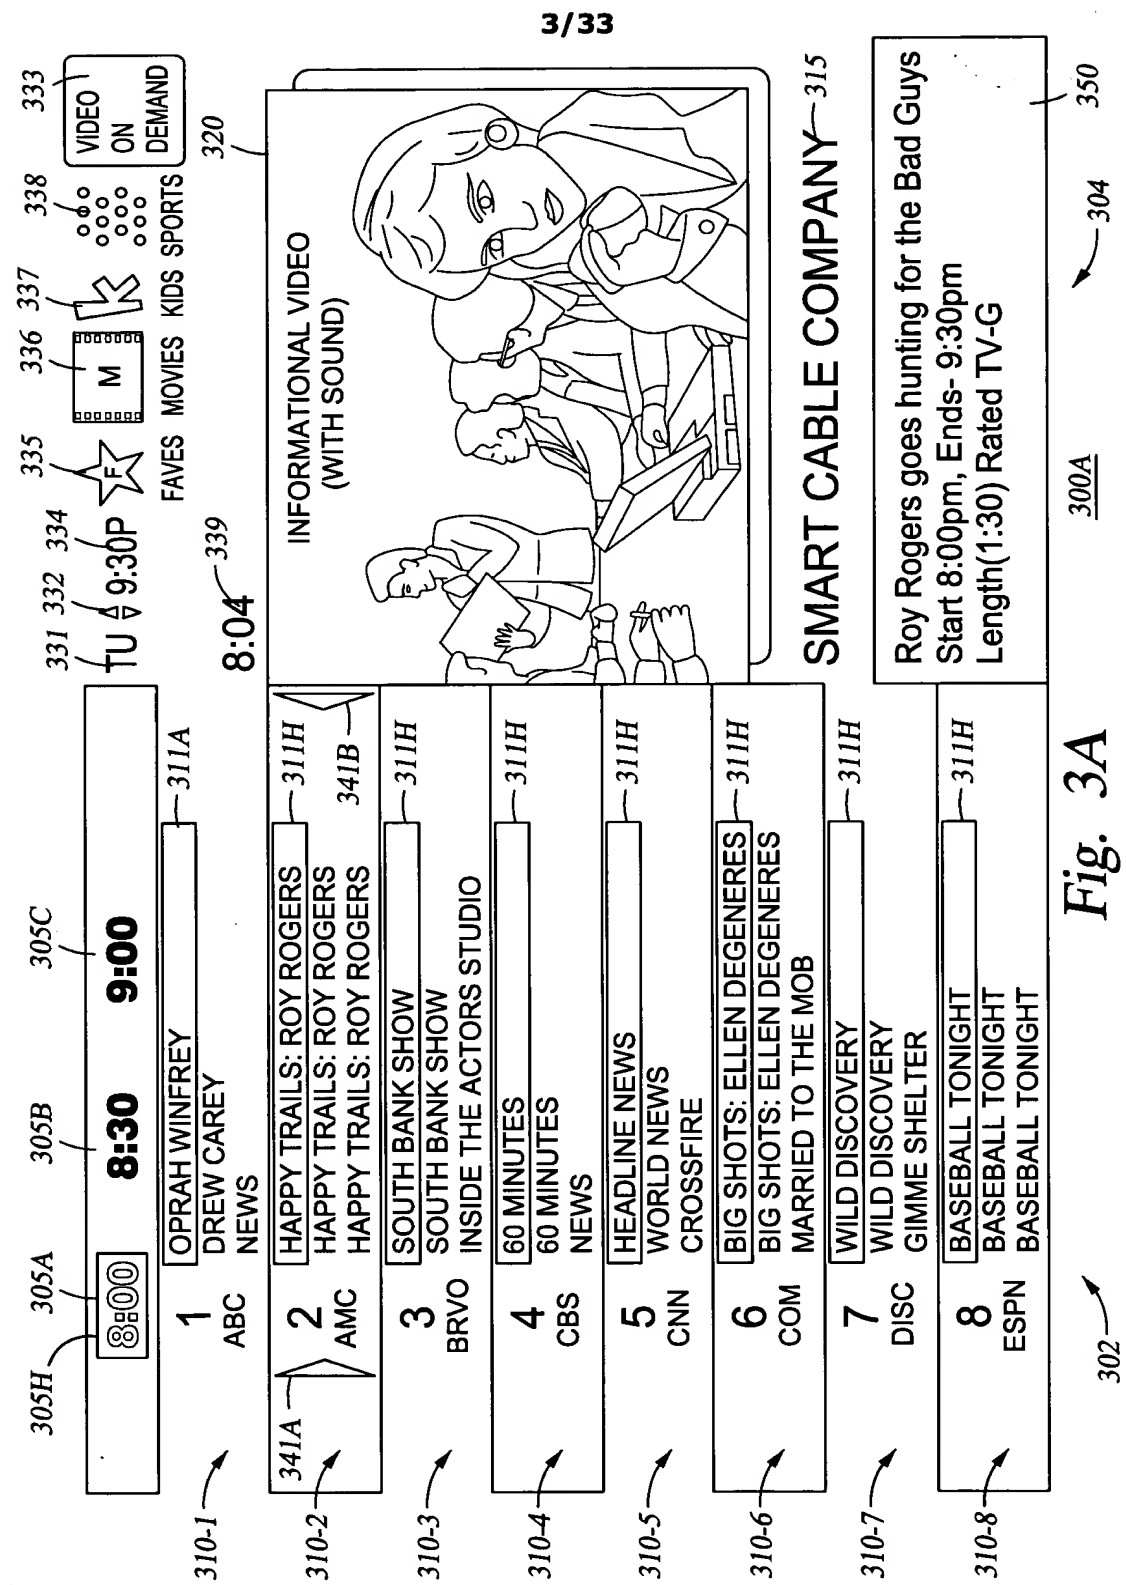 3/33
331
332
334
335
336
337
338
333
TU
9:30P
F
M
K
VIDEO
ON
DEMAND
FAVES
MOVIES
KIDS
SPORTS
305H
305A
305B
305C
8:00
8:30
9:00
8:04
339
320
310-1
1
ABC
OPRAH WINFREY
DREW CAREY
NEWS
311A
310-2
341A
2
AMC
HAPPY TRAILS: ROY ROGERS
HAPPY TRAILS: ROY ROGERS
HAPPY TRAILS: ROY ROGERS
311H
341B
310-3
3
BRVO
SOUTH BANK SHOW
SOUTH BANK SHOW
INSIDE THE ACTORS STUDIO
311H
310-4
4
CBS
60 MINUTES
60 MINUTES
NEWS
311H
310-5
5
CNN
HEADLINE NEWS
WORLD NEWS
CROSSFIRE
311H
310-6
6
COM
BIG SHOTS: ELLEN DEGENERES
BIG SHOTS: ELLEN DEGENERES
MARRIED TO THE MOB
311H
310-7
7
DISC
WILD DISCOVERY
WILD DISCOVERY
GIMME SHELTER
311H
310-8
8
ESPN
BASEBALL TONIGHT
BASEBALL TONIGHT
BASEBALL TONIGHT
311H
INFORMATIONAL VIDEO
(WITH SOUND)
SMART CABLE COMPANY
315
Roy Rogers goes hunting for the Bad Guys
Start 8:00pm, Ends- 9:30pm
Length(1:30) Rated TV-G
350
302
304
300A
Fig. 3A